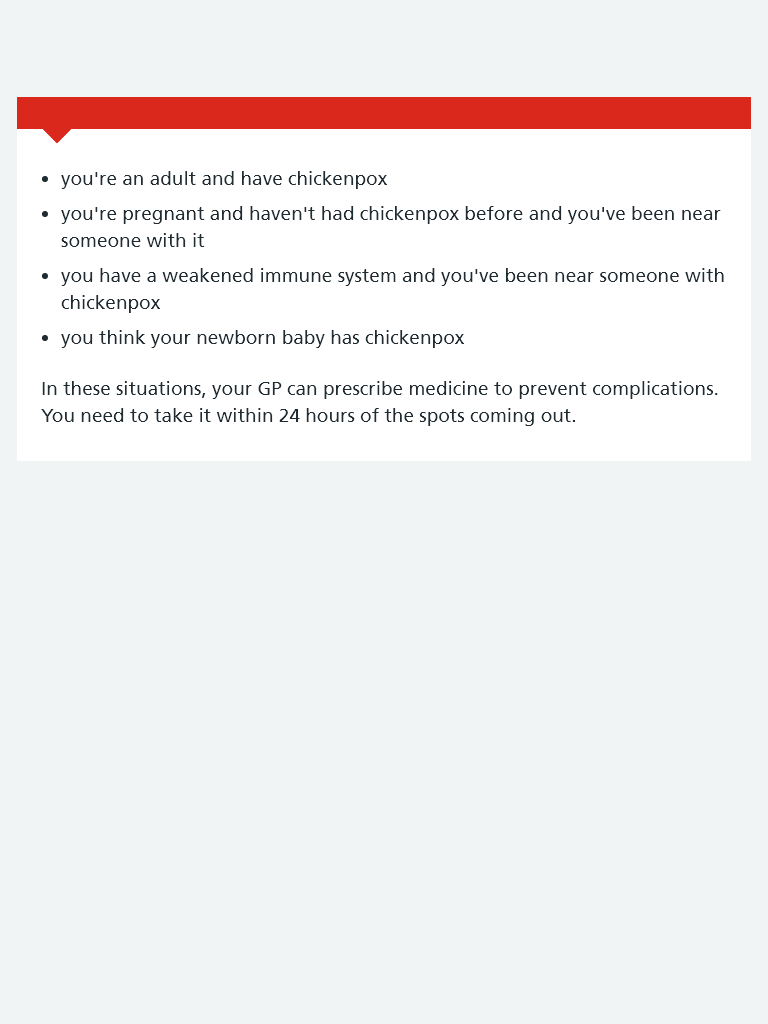 you're an adult and have chickenpox
you're pregnant and haven't had chickenpox before and you've been near
someone with it
you have a weakened immune system and you've been near someone with
chickenpox
you think your newborn baby has chickenpox
In these situations, your GP can prescribe medicine to prevent complications.
You need to take it within 24 hours of the spots coming out.